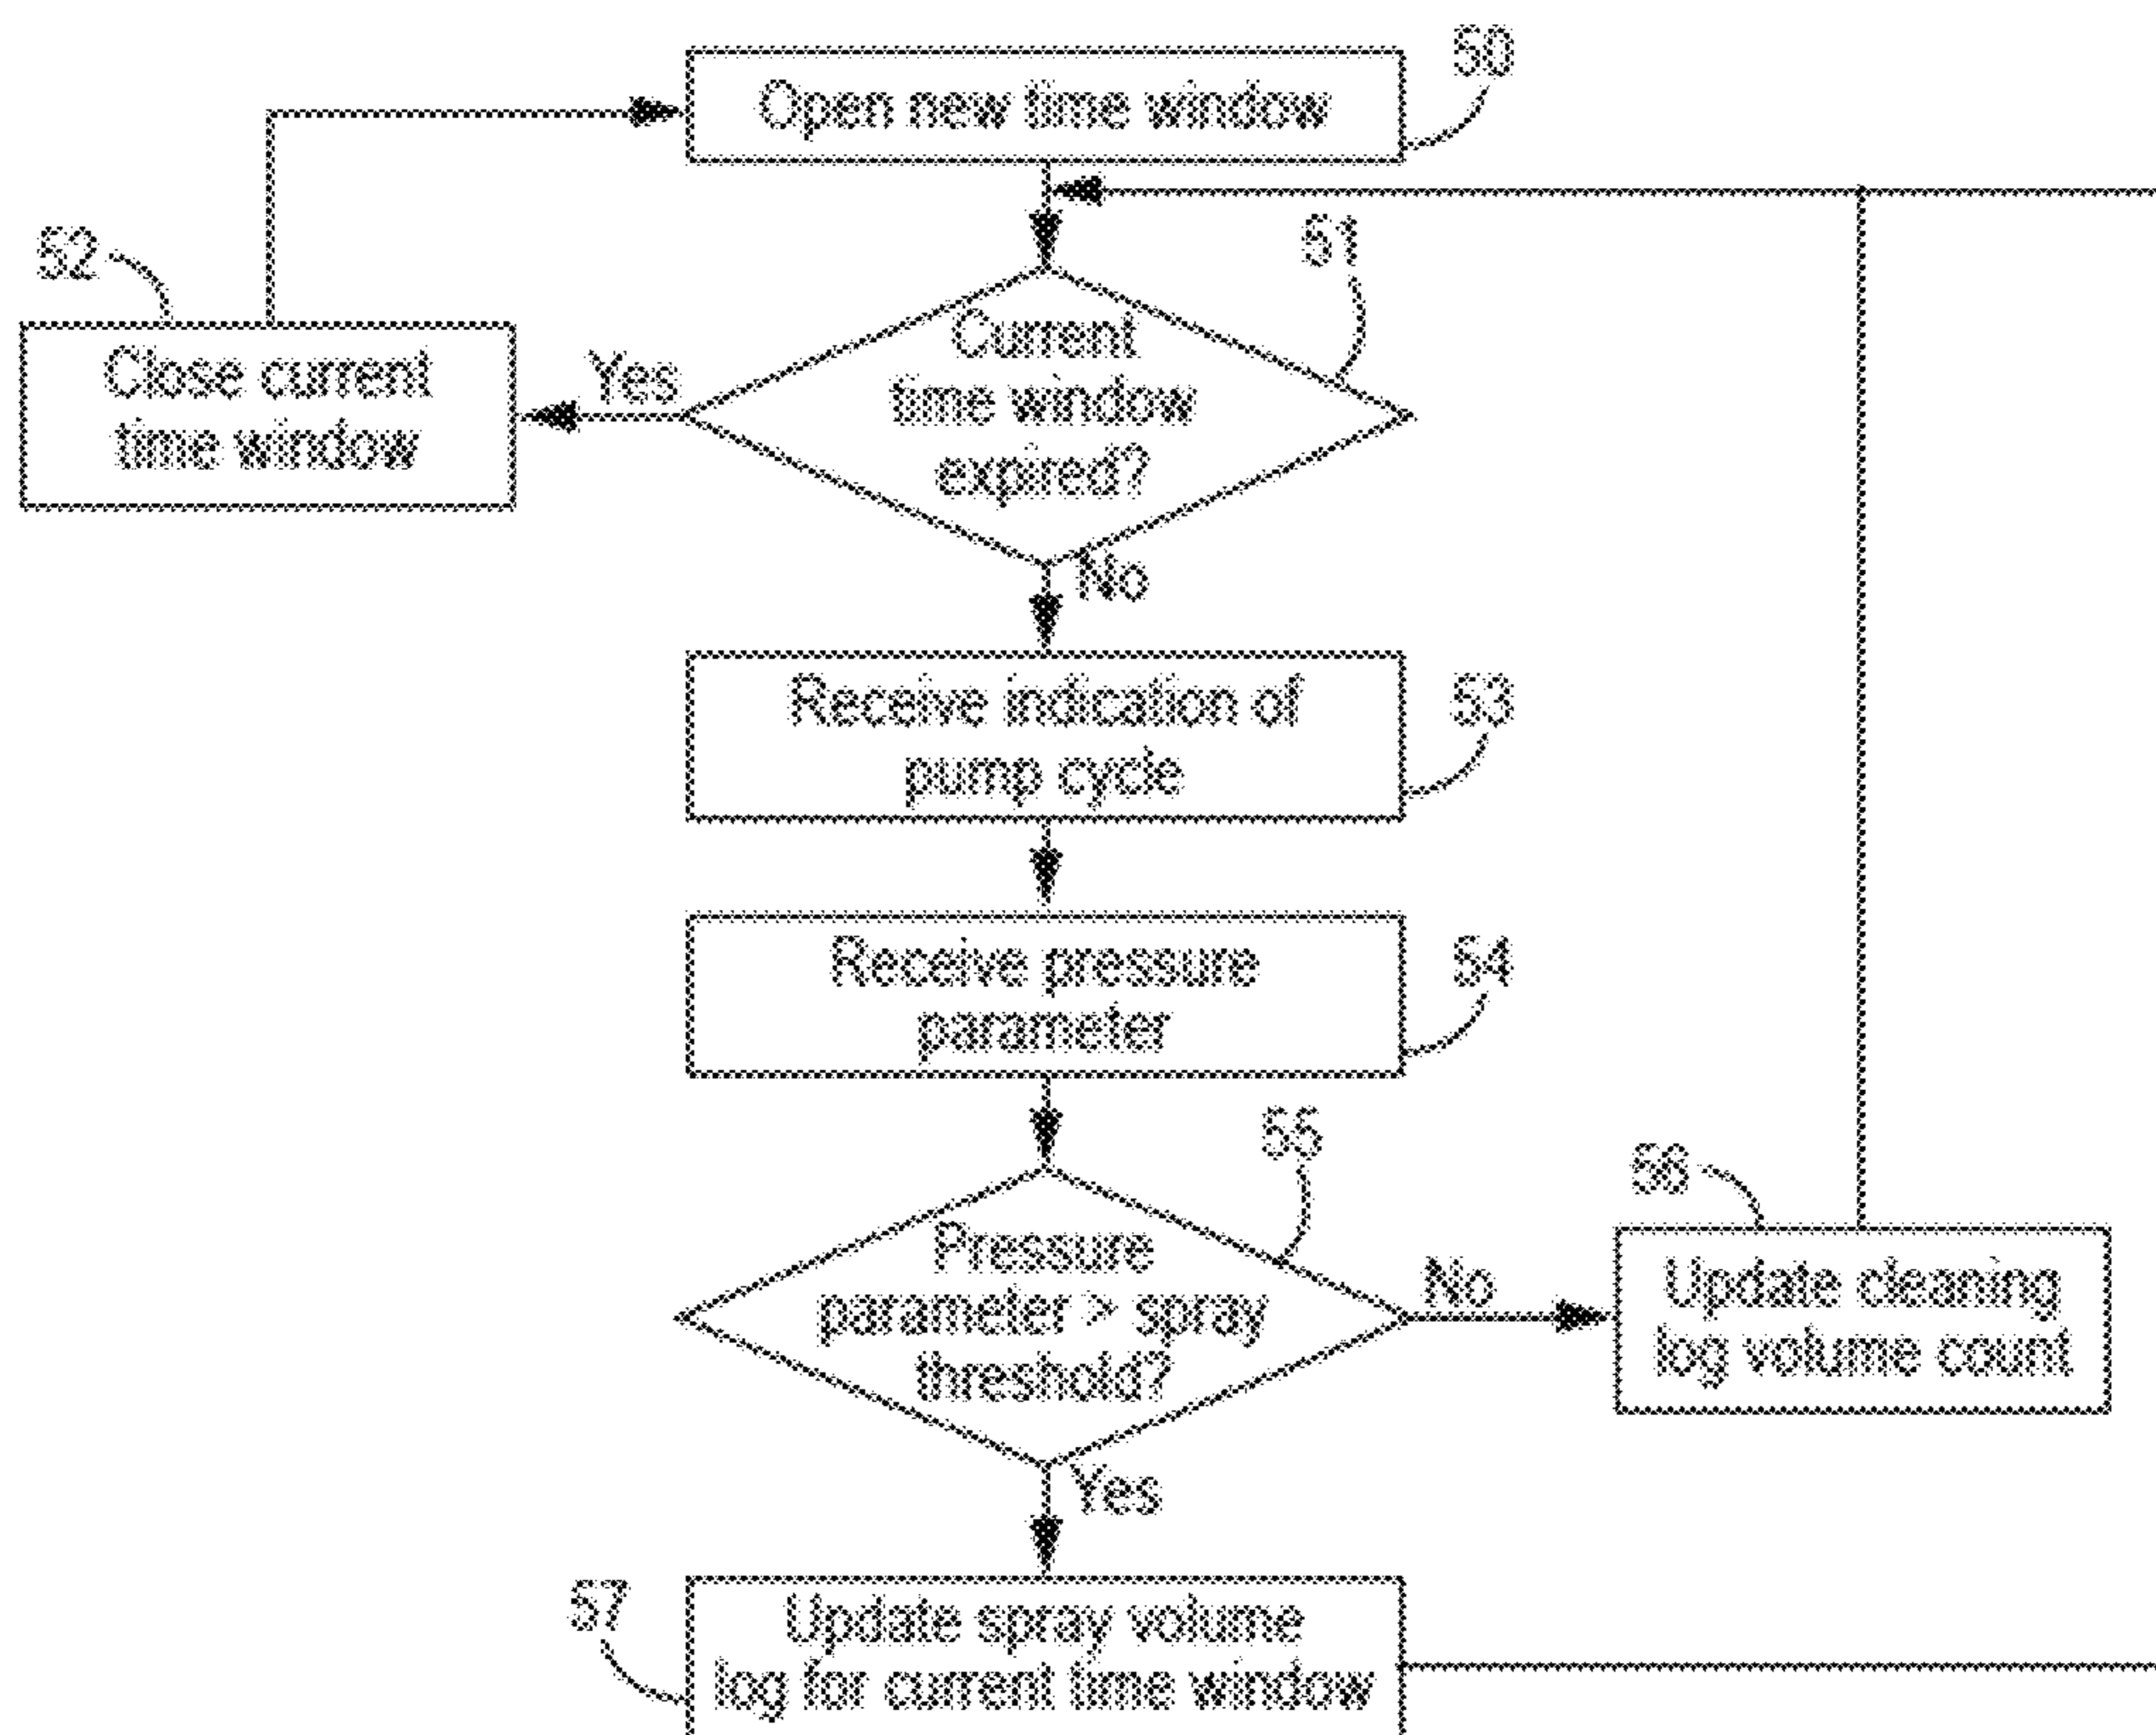 50
Open new time window
51
52
Current
time window
expired?
Yes
Close current
time window
No
Receive indication of
pump cycle
53
Receive pressure
parameter
54
55
Pressure
parameter > spray
threshold?
No
56
Update cleaning
log volume count
Yes
57
Update spray volume
log for current time window